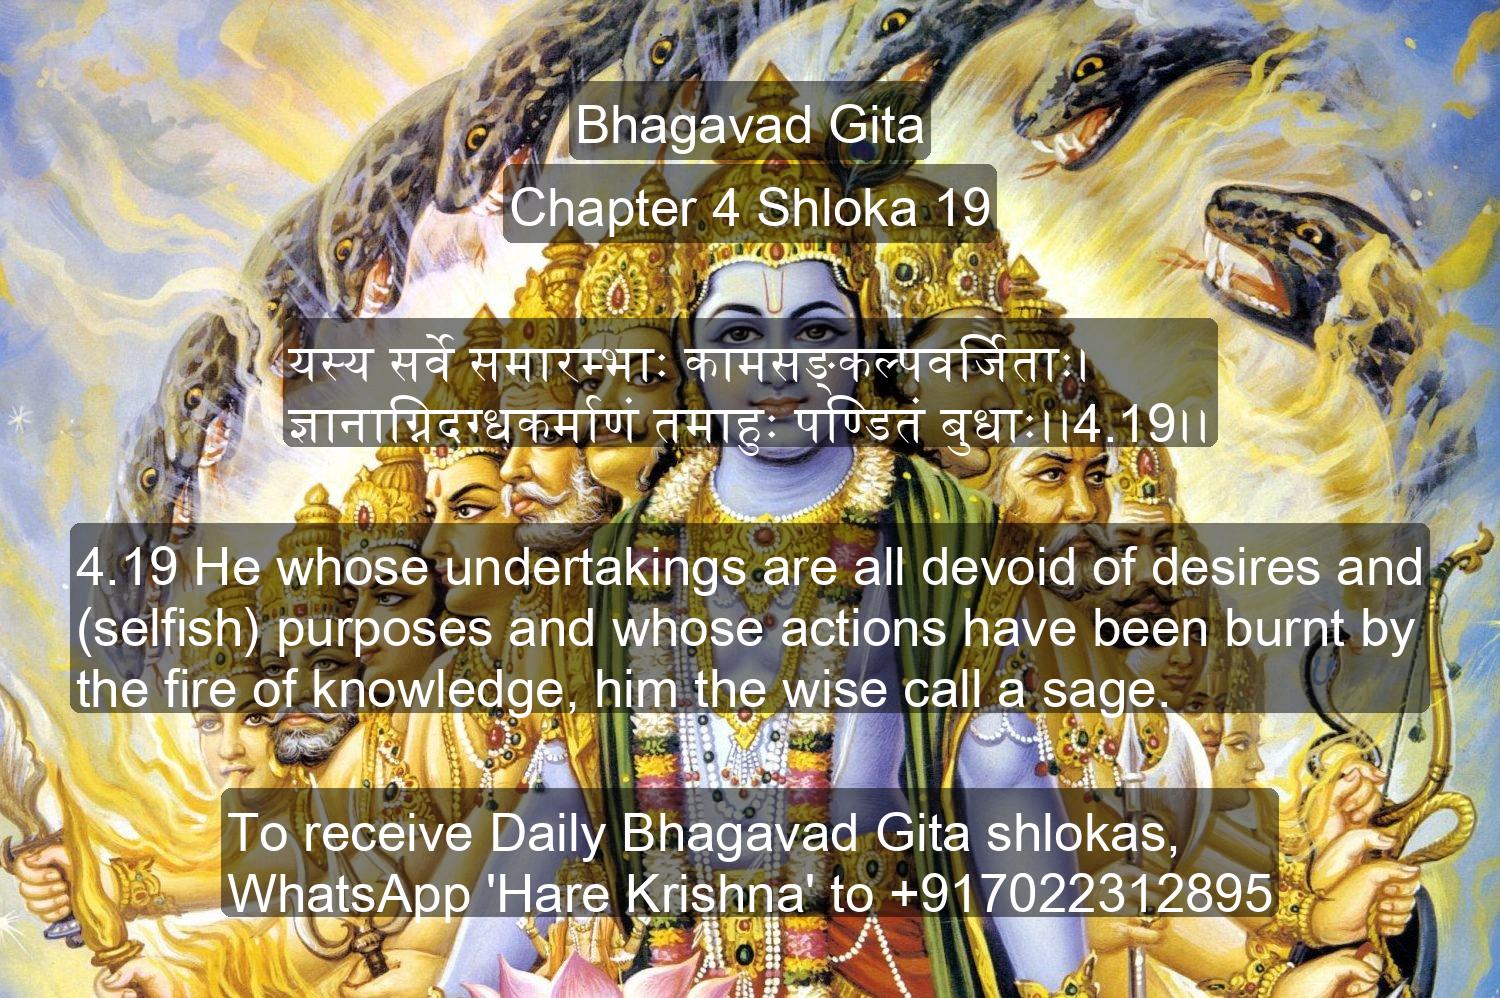 Bhagavad Gita
Chapter 4 Shloka 19
यस्य सर्वे समारम्भाः कामसङ्कल्पवर्जिताः।
ज्ञानाग्निदग्धकर्माणं तमाहुः पण्डितं बुधाः।।4.19।।
4.19 He whose undertakings are all devoid of desires and
(selfish) purposes and whose actions have been burnt by
the fire of knowledge, him the wise call a sage.
To receive Daily Bhagavad Gita shlokas,
WhatsApp 'Hare Krishna' to +917022312895